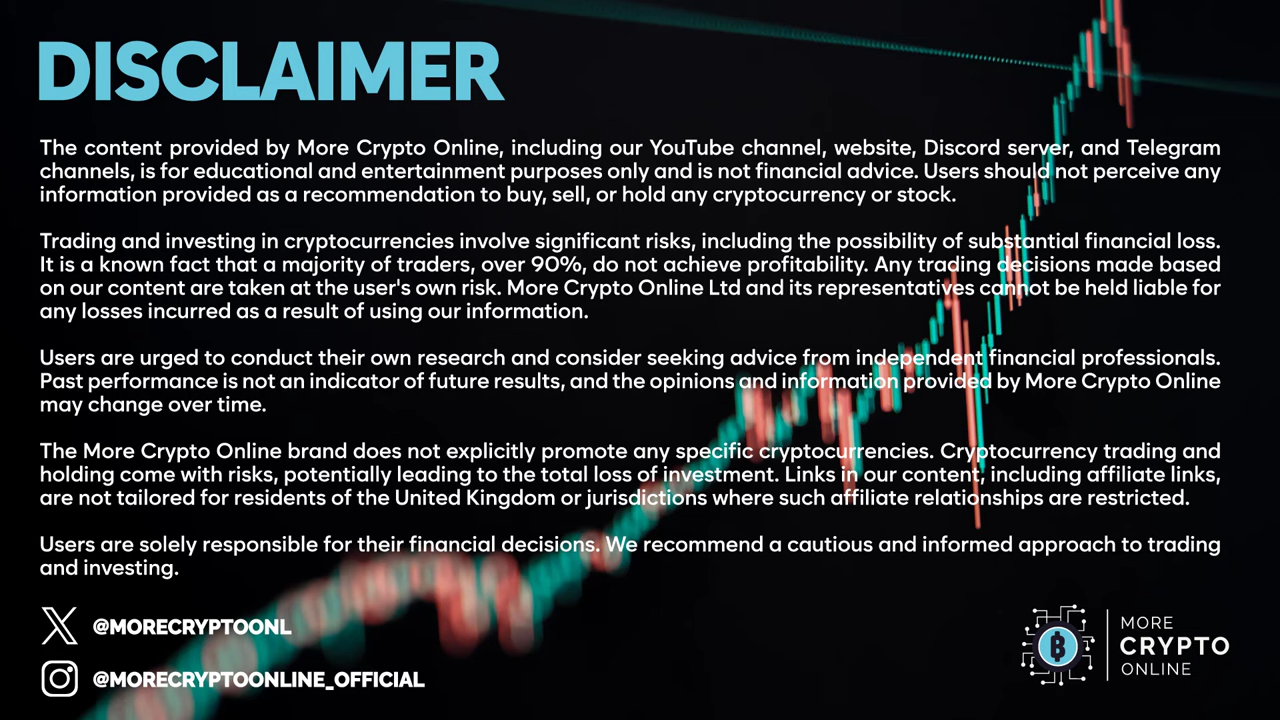 DISCLAIMER
The content provided by More Crypto Online, including our YouTube channel, website, Discord server, and Telegram
channels, is for educational and entertainment purposes only and is not financial advice. Users should not perceive any
information provided as a recommendation to buy, sell, or hold any cryptocurrency or stock.
Trading and investing in cryptocurrencies involve significant risks, including the possibility of substantial financial loss.
It is a known fact that a majority of traders, over 90%, do not achieve profitability. Any trading decisions made based
on our content are taken at the user's own risk. More Crypto Online Ltd and its representatives cannot be held liable for
any losses incurred as a result of using our information.
Users are urged to conduct their own research and consider seeking advice from independent financial professionals.
Past performance is not an indicator of future results, and the opinions and information provided by More Crypto Online
may change over time.
The More Crypto Online brand does not explicitly promote any specific cryptocurrencies. Cryptocurrency trading and
holding come with risks, potentially leading to the total loss of investment. Links in our content, including affiliate links,
are not tailored for residents of the United Kingdom or jurisdictions where such affiliate relationships are restricted.
Users are solely responsible for their financial decisions. We recommend a cautious and informed approach to trading
and investing.
@MORECRYPTOONL
@MORECRYPTOONLINE_OFFICIAL
MORE
CRYPTO
ONLINE